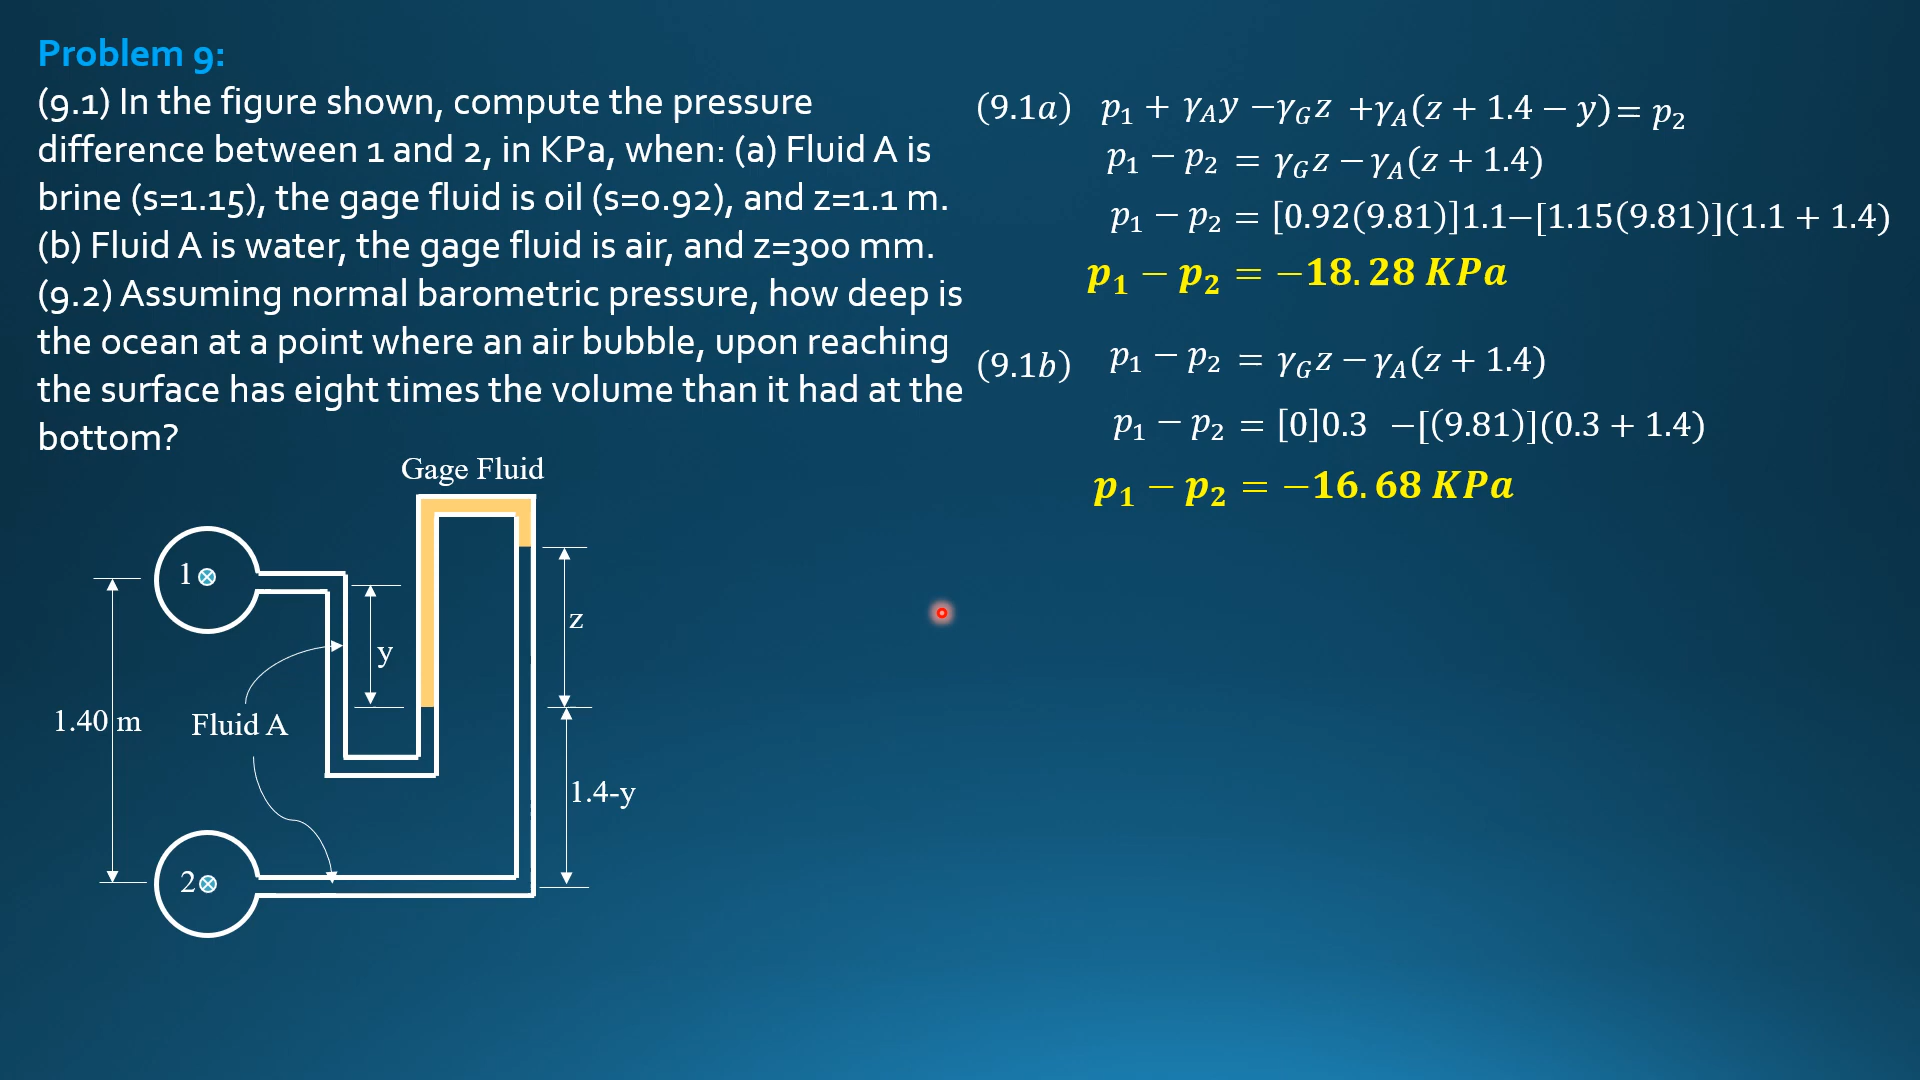 Problem 9:
(9.1) In the figure shown, compute the pressure
difference between 1 and 2, in KPa, when: (a) Fluid A is
brine (s=1.15), the gage fluid is oil (s=0.92), and z=1.1 m.
(b) Fluid A is water, the gage fluid is air, and z=300 mm.
(9.2) Assuming normal barometric pressure, how deep is
the ocean at a point where an air bubble, upon reaching
the surface has eight times the volume than it had at the
bottom?
Gage Fluid
1
y
z
1.40 m
Fluid A
1.4-y
2
(9.1a) p₁ + γ_A y − γ_G z + γ_A(z + 1.4 − y) = p₂
p₁ − p₂ = γ_G z − γ_A(z + 1.4)
p₁ − p₂ = [0.92(9.81)]1.1−[1.15(9.81)](1.1 + 1.4)
p₁ − p₂ = −18.28 KPa
(9.1b) p₁ − p₂ = γ_G z − γ_A(z + 1.4)
p₁ − p₂ = [0]0.3 −[(9.81)](0.3 + 1.4)
p₁ − p₂ = −16.68 KPa